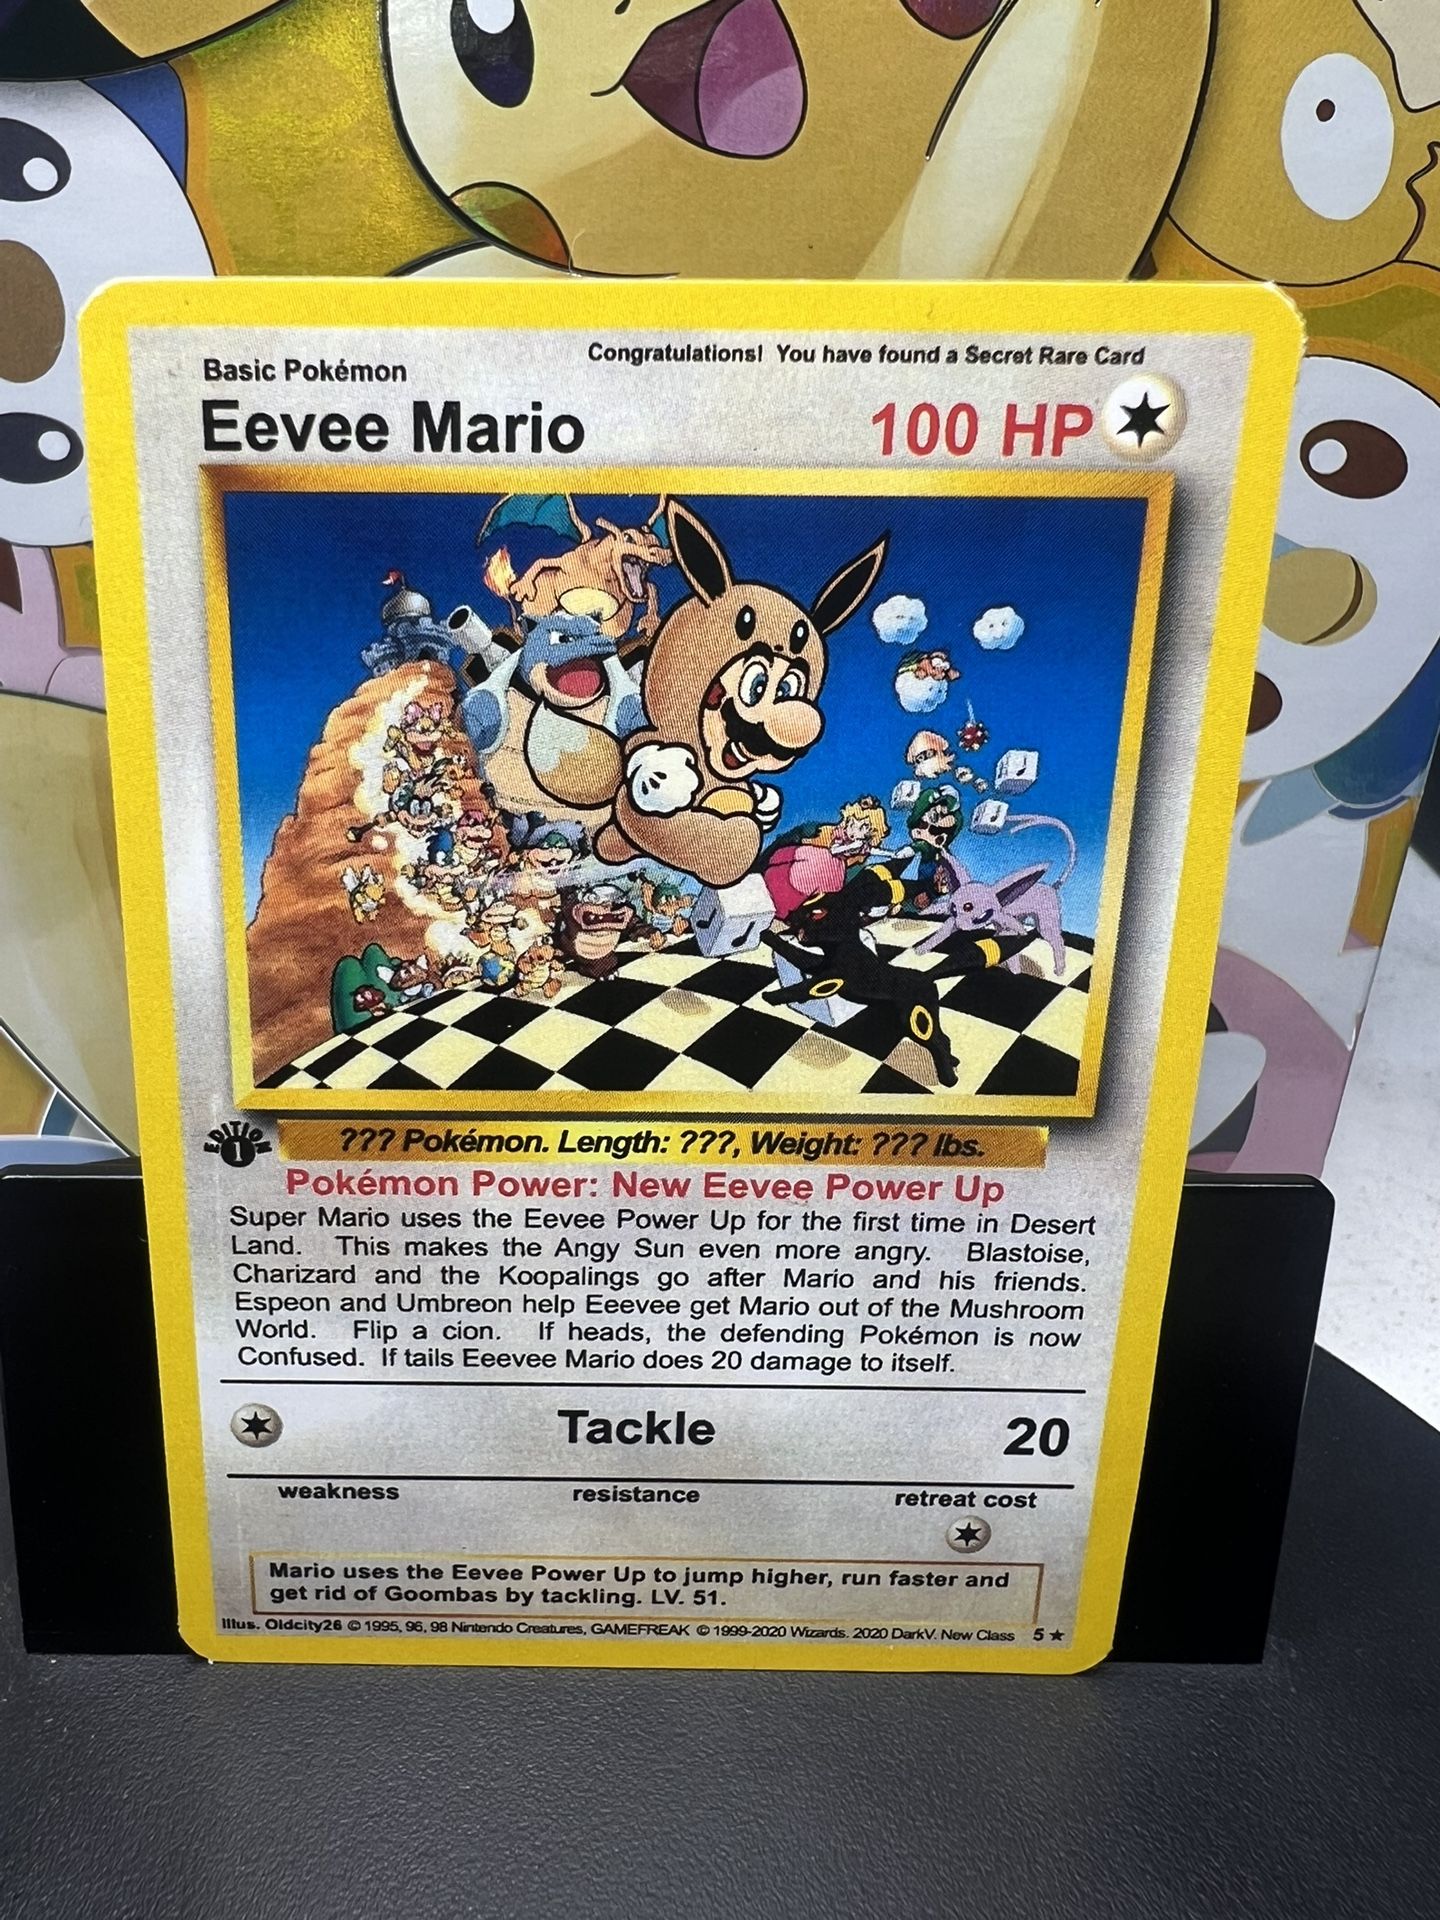 Congratulations! You have found a Secret Rare Card
Basic Pokémon
Eevee Mario 100 HP
EDITION
1
??? Pokémon. Length: ???, Weight: ??? lbs.
Pokémon Power: New Eevee Power Up
Super Mario uses the Eevee Power Up for the first time in Desert
Land. This makes the Angy Sun even more angry. Blastoise,
Charizard and the Koopalings go after Mario and his friends.
Espeon and Umbreon help Eeevee get Mario out of the Mushroom
World. Flip a cion. If heads, the defending Pokémon is now
Confused. If tails Eeevee Mario does 20 damage to itself.
Tackle 20
weakness resistance retreat cost
Mario uses the Eevee Power Up to jump higher, run faster and
get rid of Goombas by tackling. LV. 51.
Illus. Oldcity26 © 1995, 96, 98 Nintendo Creatures, GAMEFREAK © 1999-2020 Wizards. 2020 DarkV. New Class 5 ★